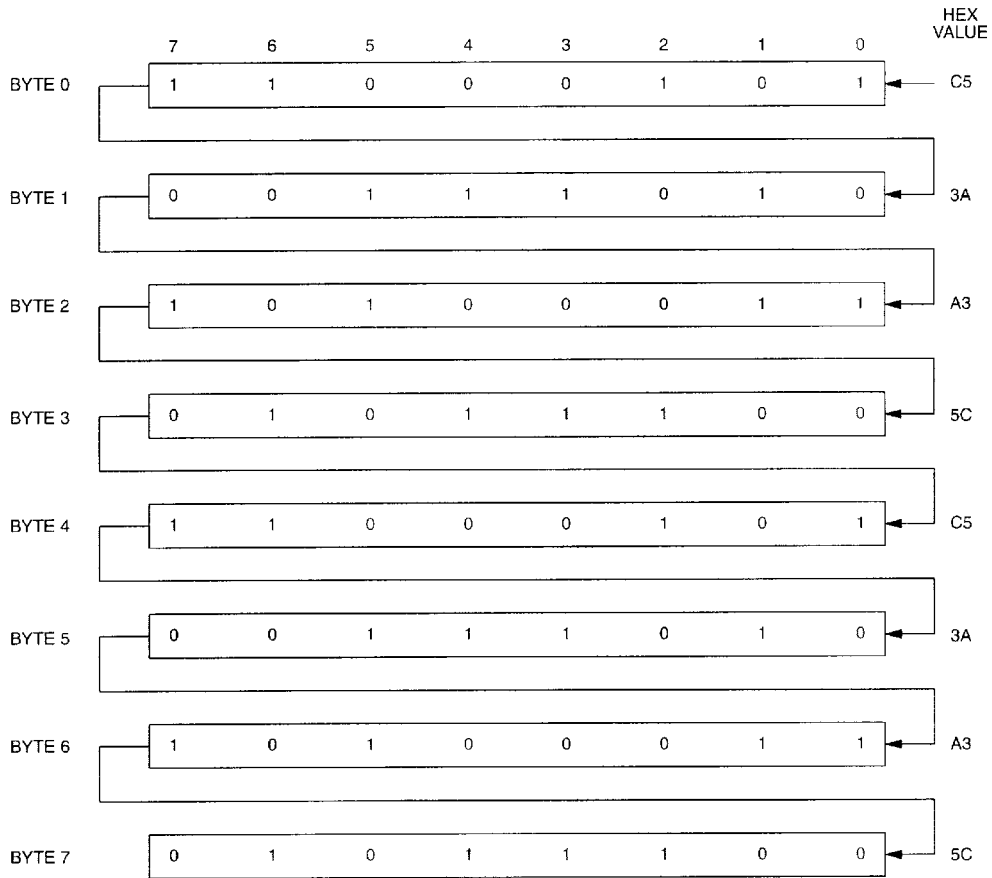 HEX
VALUE
7 6 5 4 3 2 1 0
BYTE 0 1 1 0 0 0 1 0 1 C5
BYTE 1 0 0 1 1 1 0 1 0 3A
BYTE 2 1 0 1 0 0 0 1 1 A3
BYTE 3 0 1 0 1 1 1 0 0 5C
BYTE 4 1 1 0 0 0 1 0 1 C5
BYTE 5 0 0 1 1 1 0 1 0 3A
BYTE 6 1 0 1 0 0 0 1 1 A3
BYTE 7 0 1 0 1 1 1 0 0 5C